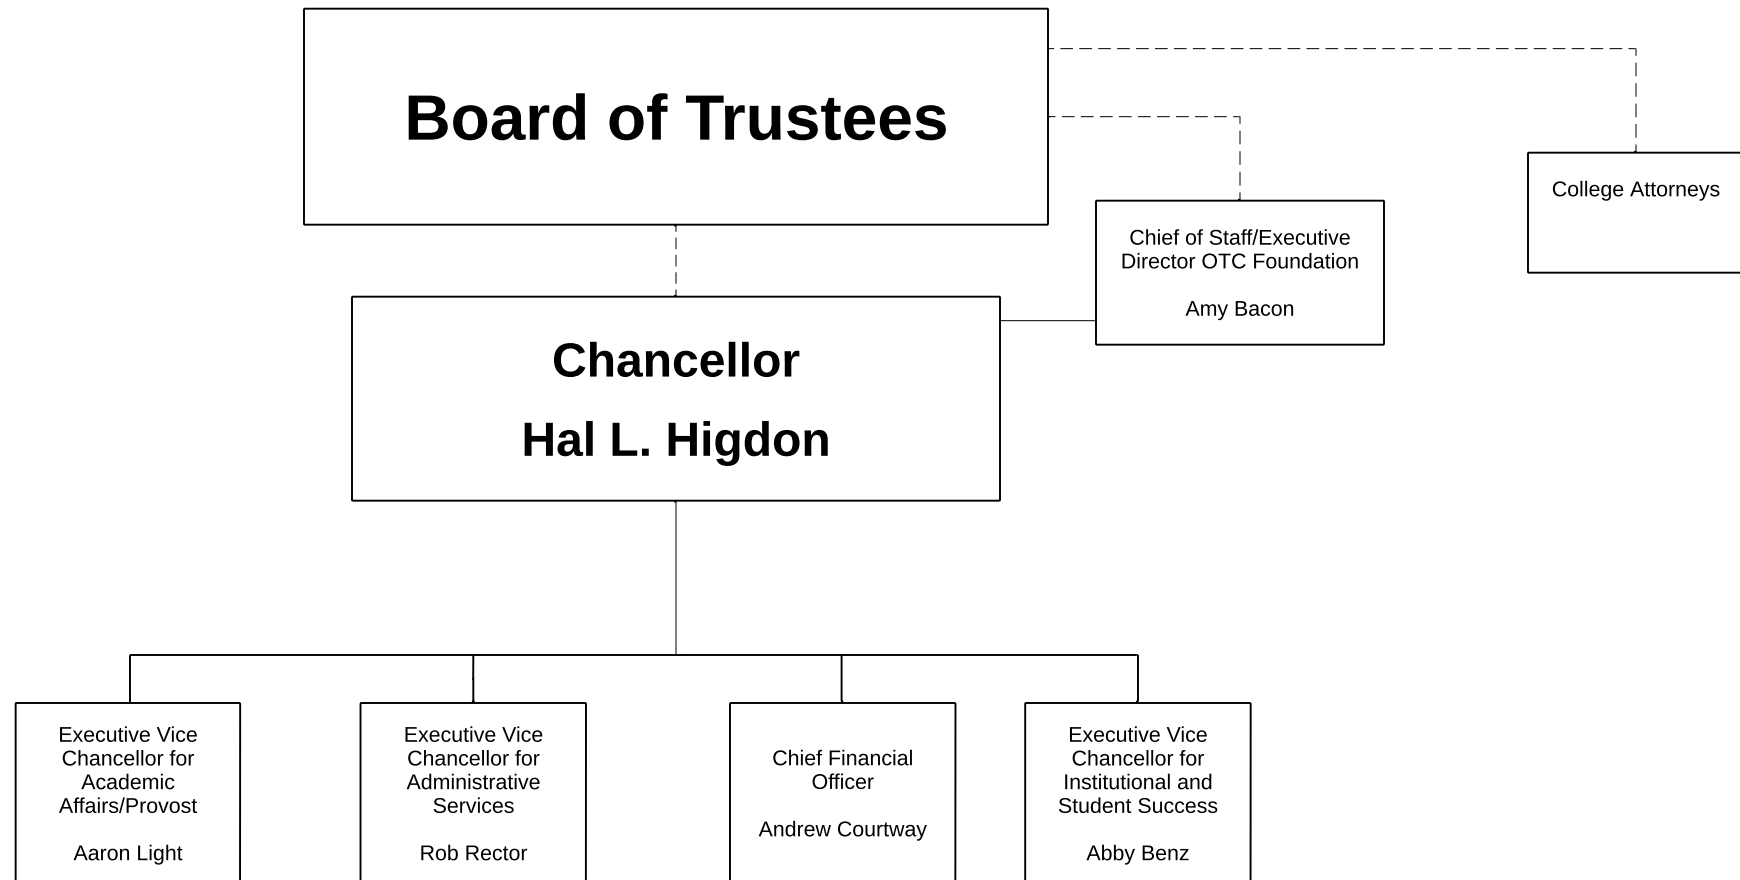 Board of Trustees
College Attorneys
Chief of Staff/Executive
Director OTC Foundation
Amy Bacon
Chancellor
Hal L. Higdon
Executive Vice
Chancellor for
Academic
Affairs/Provost
Aaron Light
Executive Vice
Chancellor for
Administrative
Services
Rob Rector
Chief Financial
Officer
Andrew Courtway
Executive Vice
Chancellor for
Institutional and
Student Success
Abby Benz